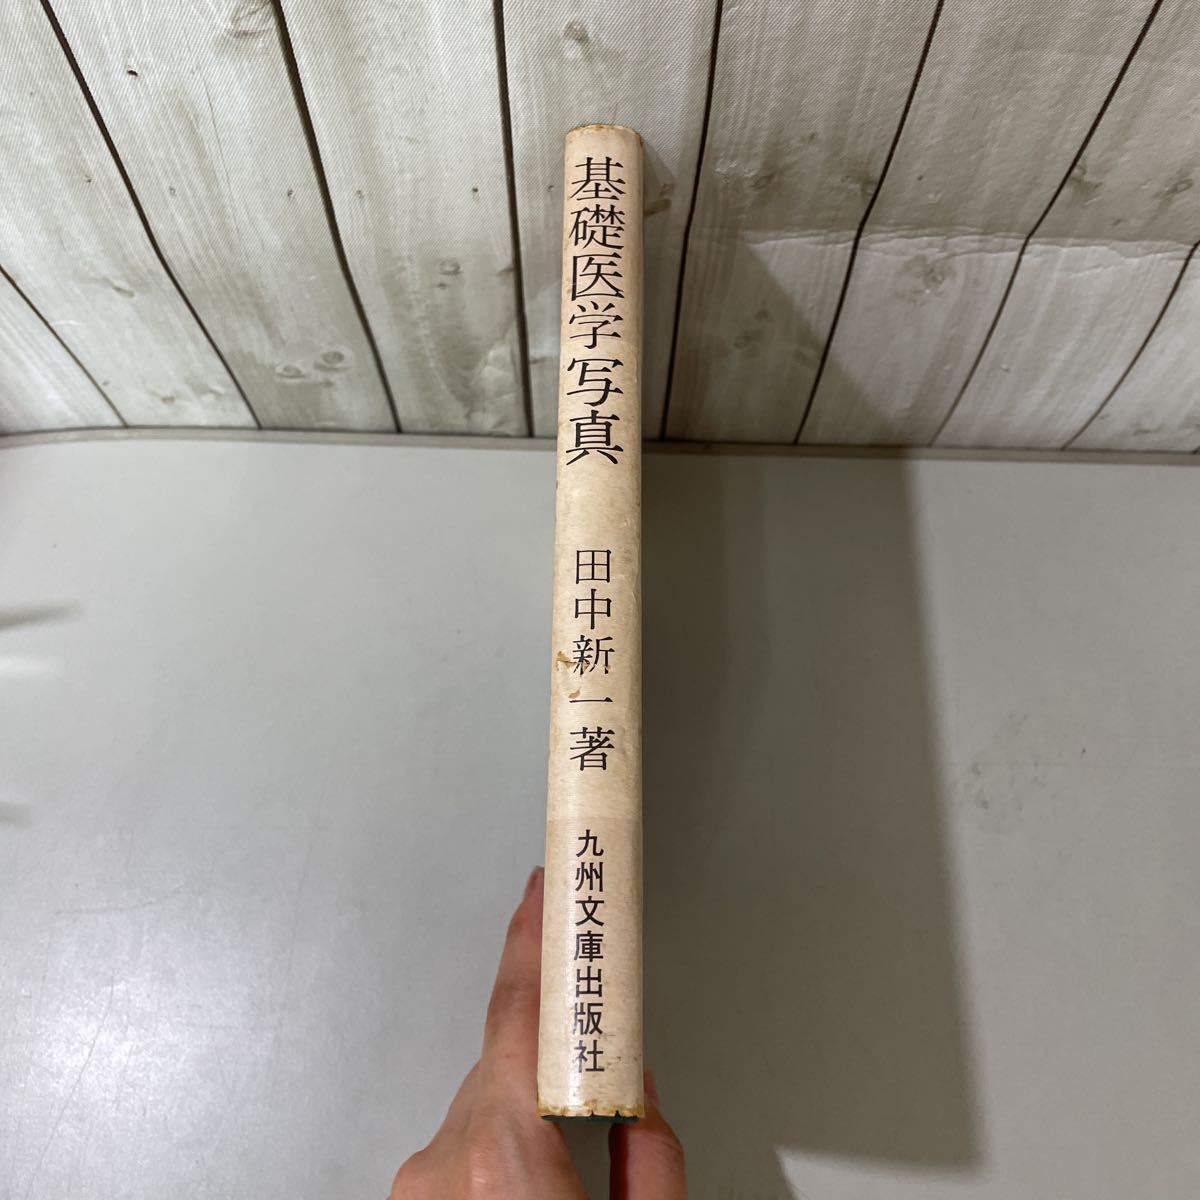 基礎医学写真
田中新一著
九州文庫出版社